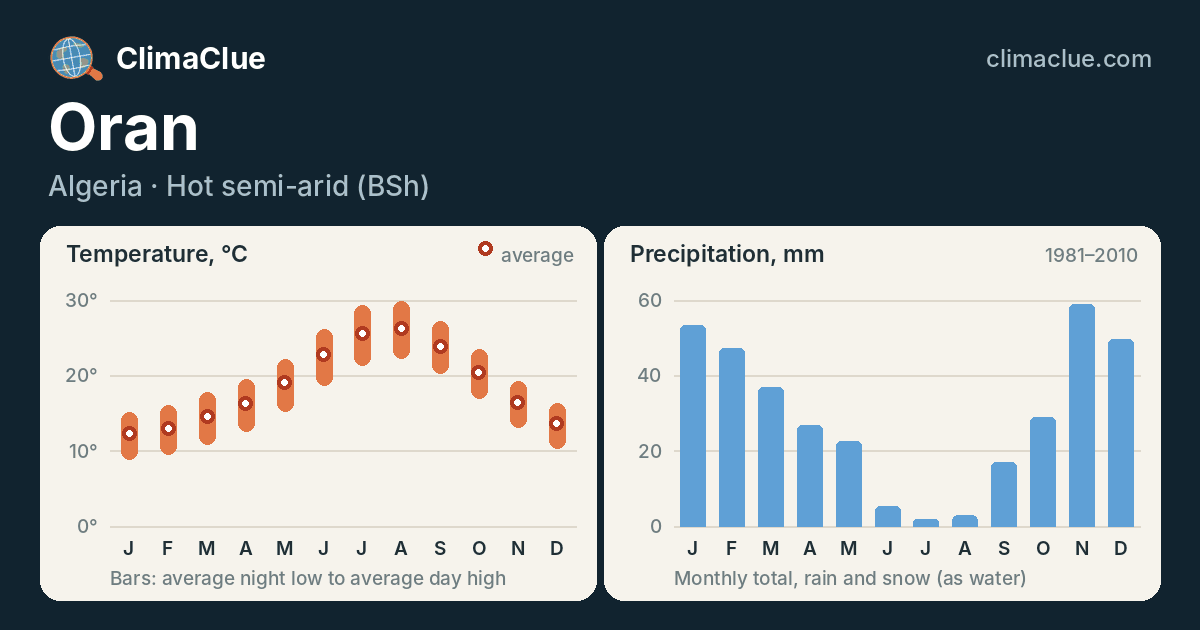 ClimaClue
climaclue.com
Oran
Algeria · Hot semi-arid (BSh)
Temperature, °C
average
30°
20°
10°
0°
J F M A M J J A S O N D
Bars: average night low to average day high
Precipitation, mm
1981–2010
60
40
20
0
J F M A M J J A S O N D
Monthly total, rain and snow (as water)